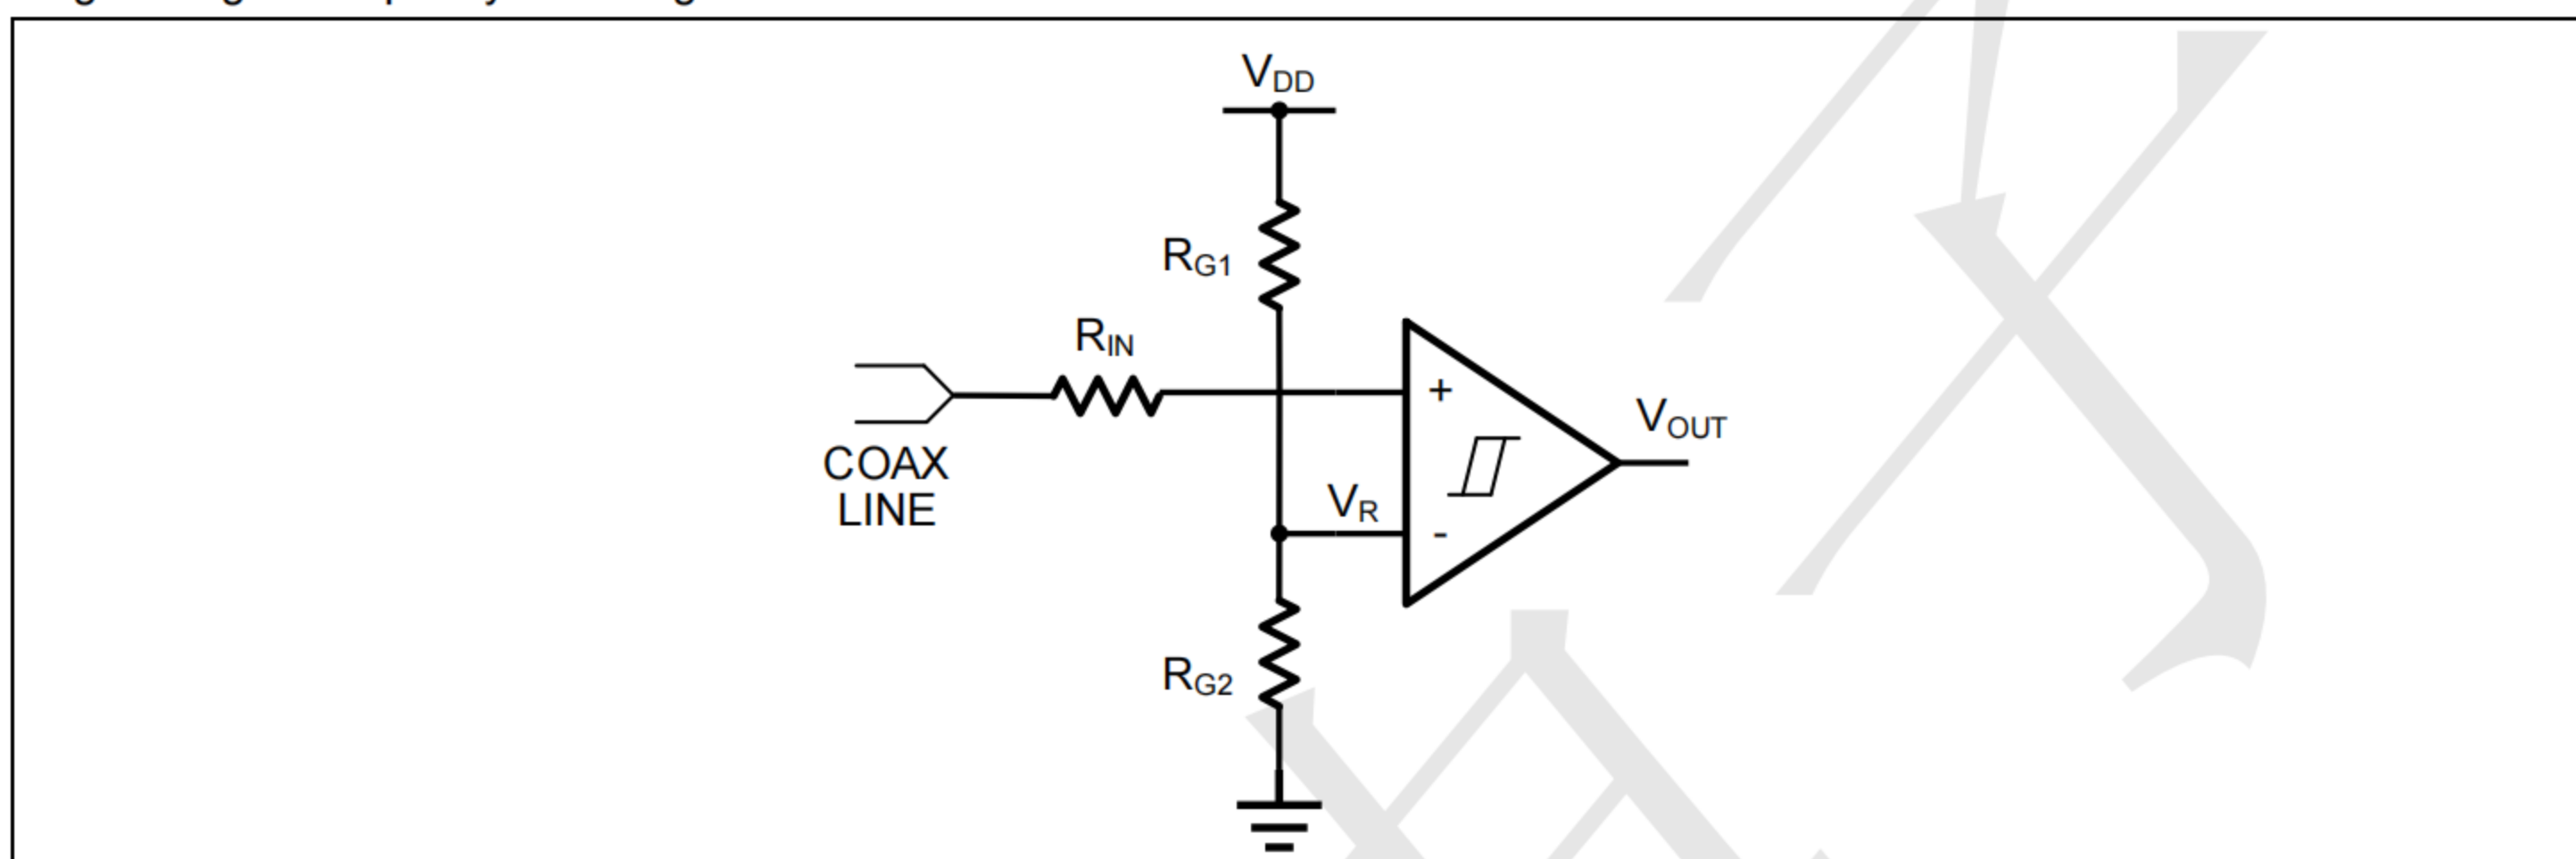 VDD
RG1
RIN
+
VOUT
COAX
LINE
VR
-
RG2